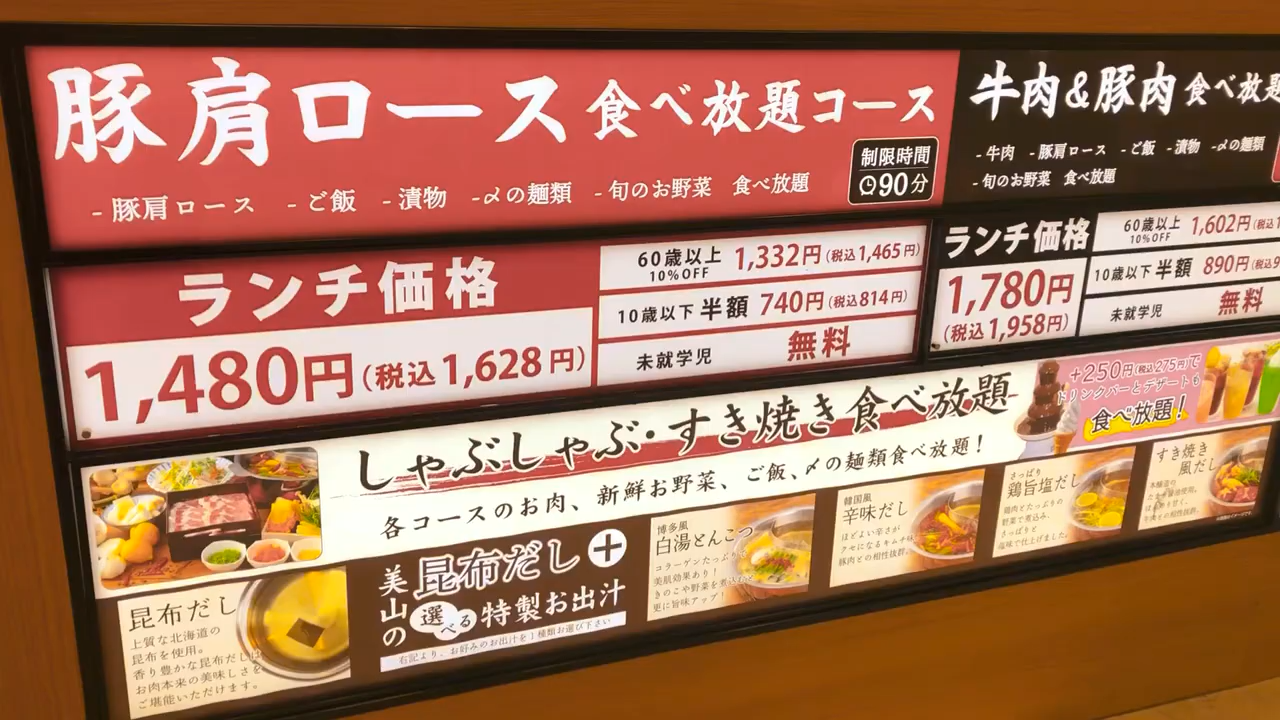 豚肩ロース 食べ放題コース
制限時間
90分
- 豚肩ロース - ご飯 - 漬物 - 〆の麺類 - 旬のお野菜 食べ放題
ランチ価格
1,480円(税込1,628円)
60歳以上
10%OFF
1,332円(税込1,465円)
10歳以下 半額 740円(税込814円)
未就学児 無料
牛肉&豚肉 食べ放題
- 牛肉 - 豚肩ロース - ご飯 - 漬物 - 〆の麺類
- 旬のお野菜 食べ放題
ランチ価格
1,780円
(税込1,958円)
60歳以上
10%OFF
1,602円(税込1
10歳以下 半額 890円(税込9
未就学児 無料
しゃぶしゃぶ・すき焼き食べ放題
各コースのお肉、新鮮お野菜、ご飯、〆の麺類食べ放題!
+250円(税込275円)で
ドリンクバーとデザートも
食べ放題!
昆布だし
上質な北海道の
昆布を使用。
香り豊かな昆布だしは
お肉本来の美味しさを
ご堪能いただけます。
美山の
昆布だし+
選べる特製お出汁
右記より、お好みのお出汁を1種類お選び下さい
博多風
白湯とんこつ
コラーゲンたっぷり
美肌効果あり!
きのこや野菜を煮込むと
更に旨味アップ!
韓国風
辛味だし
ほどよい辛さが
クセになるキムチ味
豚肉との相性抜群。
さっぱり
鶏旨塩だし
鶏肉とたっぷりの
野菜で煮込み、
さっぱりと
塩味で仕上げました。
すき焼き
風だし
本醸造の
牛肉との相性抜群。